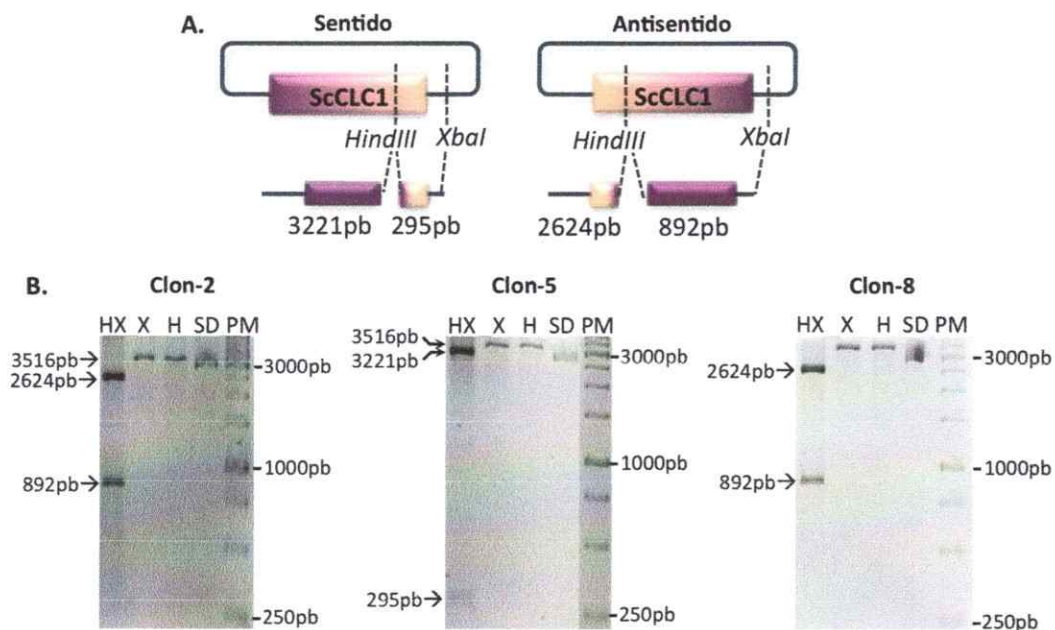 A.
Sentido
Antisentido
ScCLC1
ScCLC1
HindIII
XbaI
HindIII
XbaI
3221pb
295pb
2624pb
892pb
B.
Clon-2
Clon-5
Clon-8
HX X H SD PM
3516pb
2624pb
892pb
3000pb
1000pb
250pb
HX X H SD PM
3516pb
3221pb
295pb
3000pb
1000pb
250pb
HX X H SD PM
2624pb
892pb
3000pb
1000pb
250pb